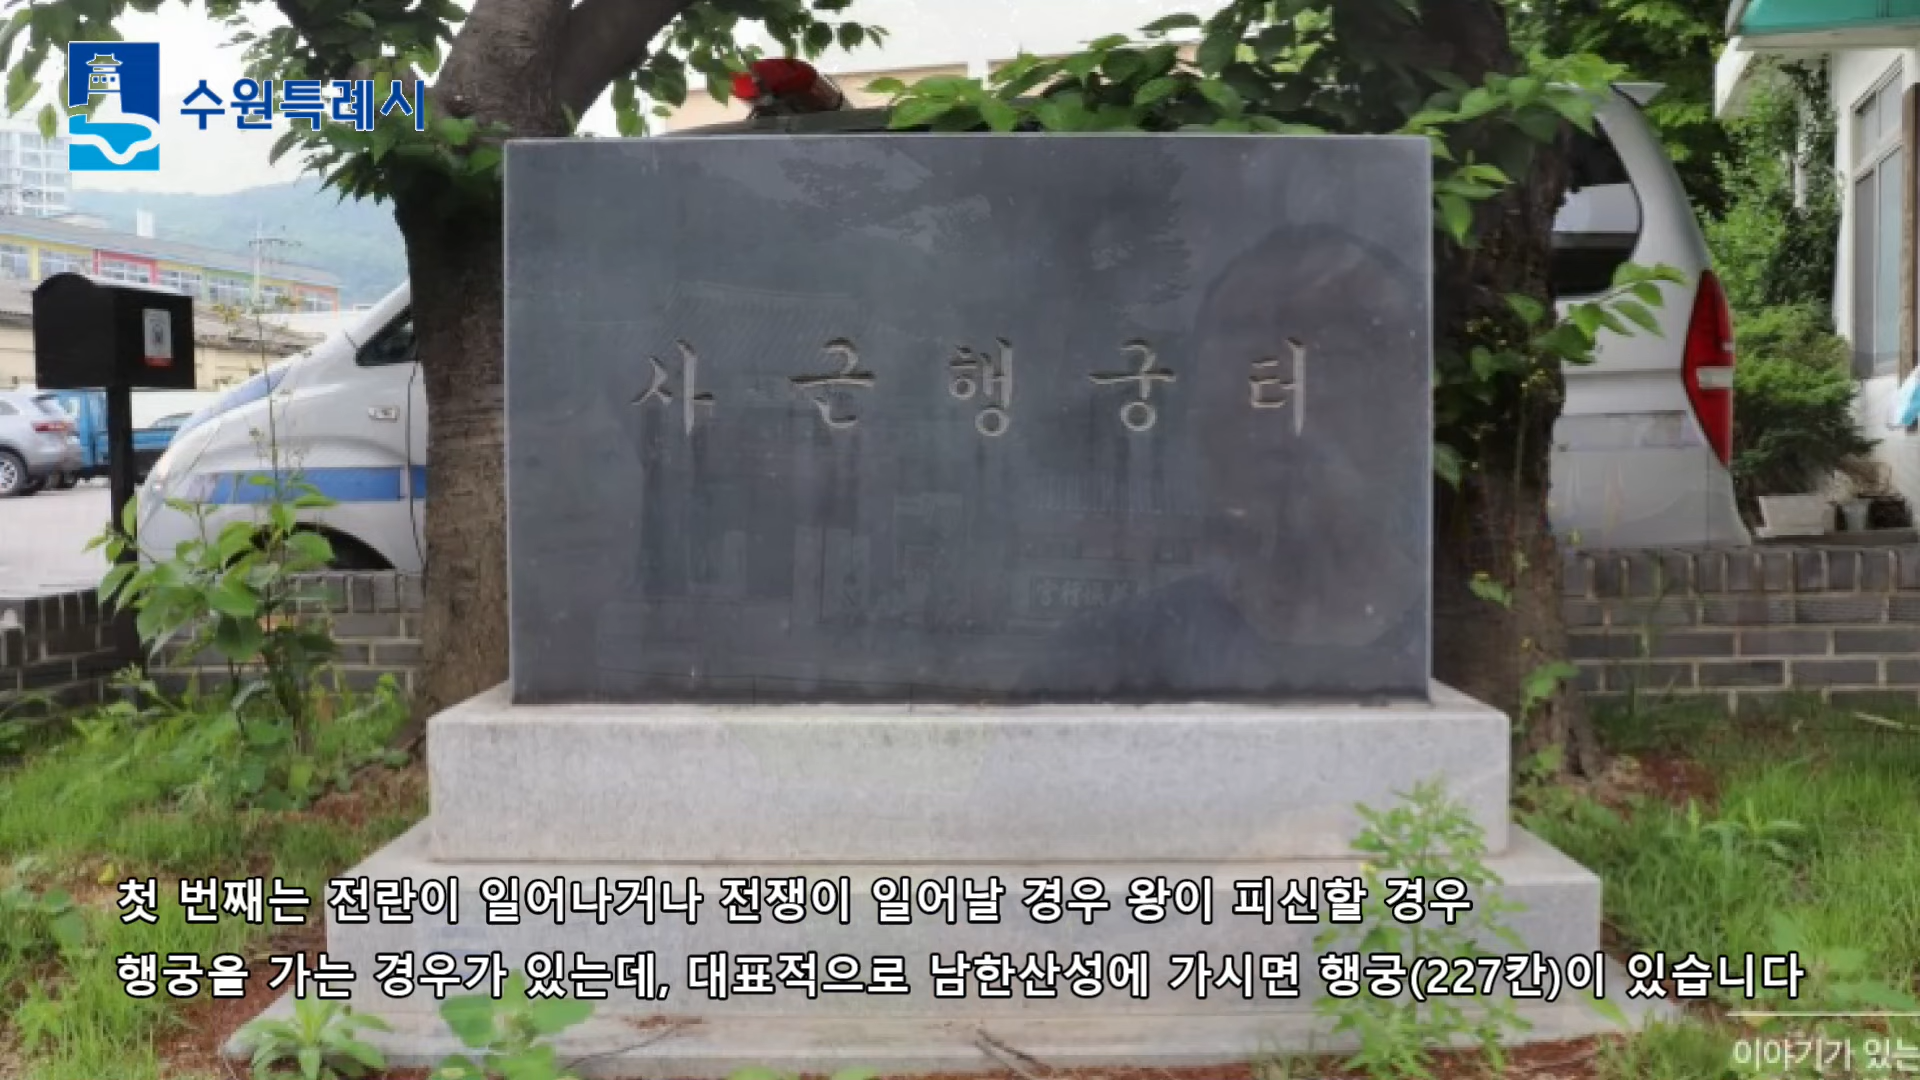 수원특례시
사근행궁터
첫 번째는 전란이 일어나거나 전쟁이 일어날 경우 왕이 피신할 경우
행궁을 가는 경우가 있는데, 대표적으로 남한산성에 가시면 행궁(227칸)이 있습니다
이야기가 있는